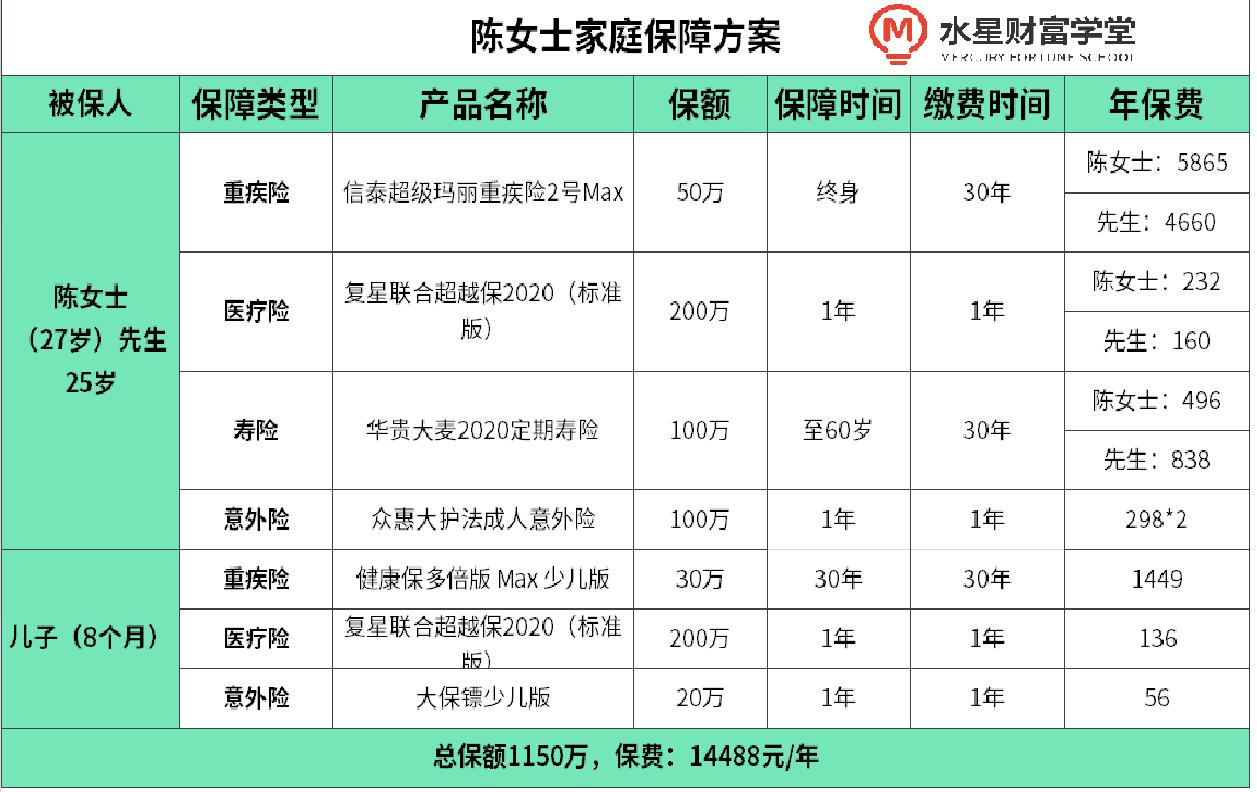 陈女士家庭保障方案
水星财富学堂
MERCURY FORTUNE SCHOOL
被保人 保障类型 产品名称 保额 保障时间 缴费时间 年保费
陈女士
（27岁）先生
25岁
重疾险 信泰超级玛丽重疾险2号Max 50万 终身 30年
陈女士：5865
先生：4660
医疗险
复星联合超越保2020（标准
版）
200万 1年 1年
陈女士：232
先生：160
寿险 华贵大麦2020定期寿险 100万 至60岁 30年
陈女士：496
先生：838
意外险 众惠大护法成人意外险 100万 1年 1年 298*2
儿子（8个月）
重疾险 健康保多倍版 Max 少儿版 30万 30年 30年 1449
医疗险
复星联合超越保2020（标准
版）
200万 1年 1年 136
意外险 大保镖少儿版 20万 1年 1年 56
总保额1150万，保费：14488元/年